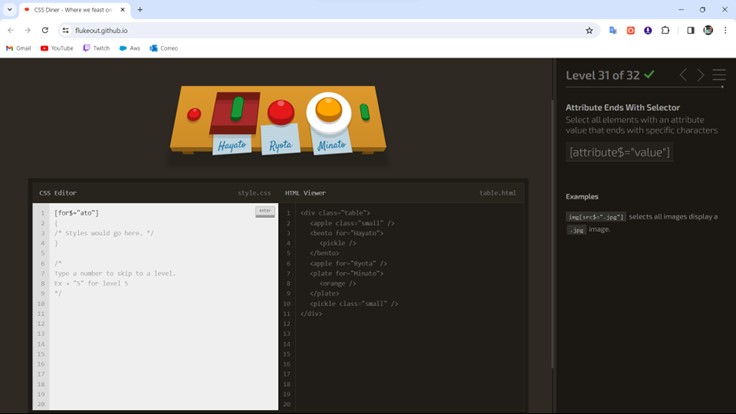 CSS Diner - Where we feast on
flukeout.github.io
Gmail
YouTube
Twitch
Aws
Correo
Level 31 of 32
Attribute Ends With Selector
Select all elements with an attribute
value that ends with specific characters
[attribute$="value"]
Examples
img[src$=".jpg"] selects all images display a
.jpg image.
Hayato
Ryota
Minato
CSS Editor
style.css
HTML Viewer
table.html
1 [for$="ato"]
enter
2 {
3 /* Styles would go here. */
4 }
5
6 /*
7 Type a number to skip to a level.
8 Ex → "5" for level 5
9 */
10
11
12
13
14
15
16
17
18
19
20
1 <div class="table">
2 <apple class="small" />
3 <bento for="Hayato">
4 <pickle />
5 </bento>
6 <apple for="Ryota" />
7 <plate for="Minato">
8 <orange />
9 </plate>
10 <pickle class="small" />
11 </div>
12
13
14
15
16
17
18
19
20